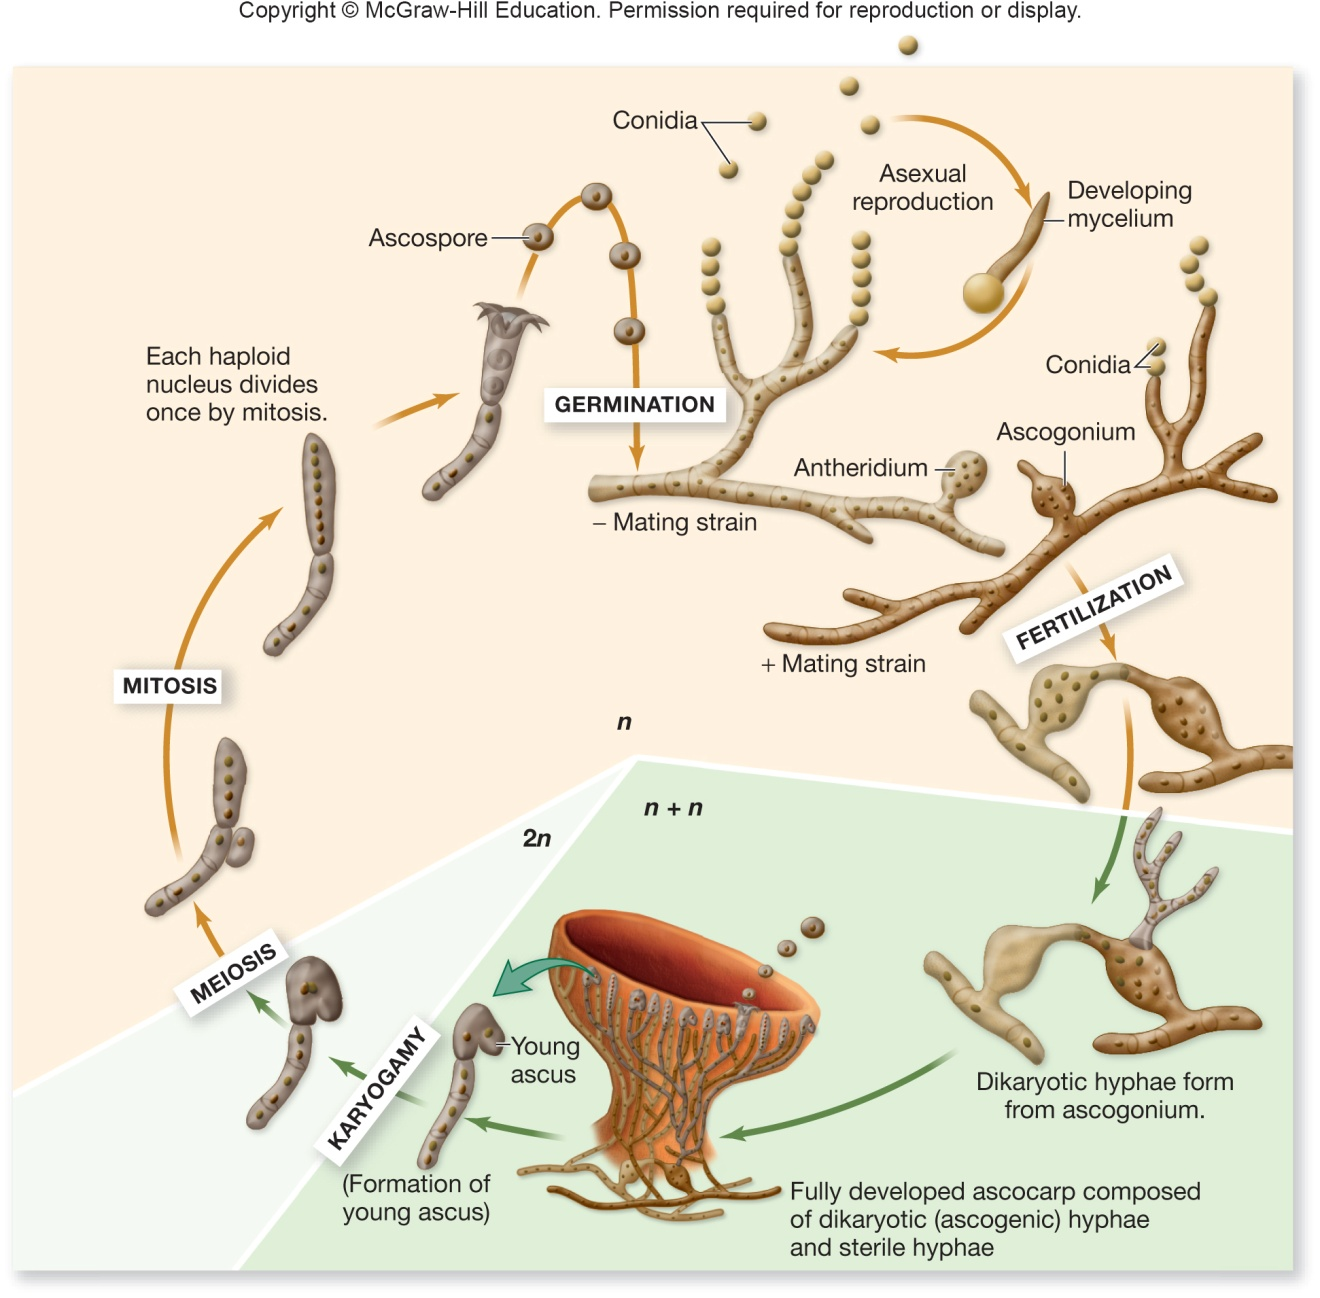 Copyright © McGraw-Hill Education. Permission required for reproduction or display.
Conidia
Asexual
reproduction
Developing
mycelium
Ascospore
Each haploid
nucleus divides
once by mitosis.
GERMINATION
Conidia
Ascogonium
Antheridium
– Mating strain
FERTILIZATION
+ Mating strain
MITOSIS
n
n + n
2n
MEIOSIS
KARYOGAMY
Young
ascus
Dikaryotic hyphae form
from ascogonium.
(Formation of
young ascus)
Fully developed ascocarp composed
of dikaryotic (ascogenic) hyphae
and sterile hyphae